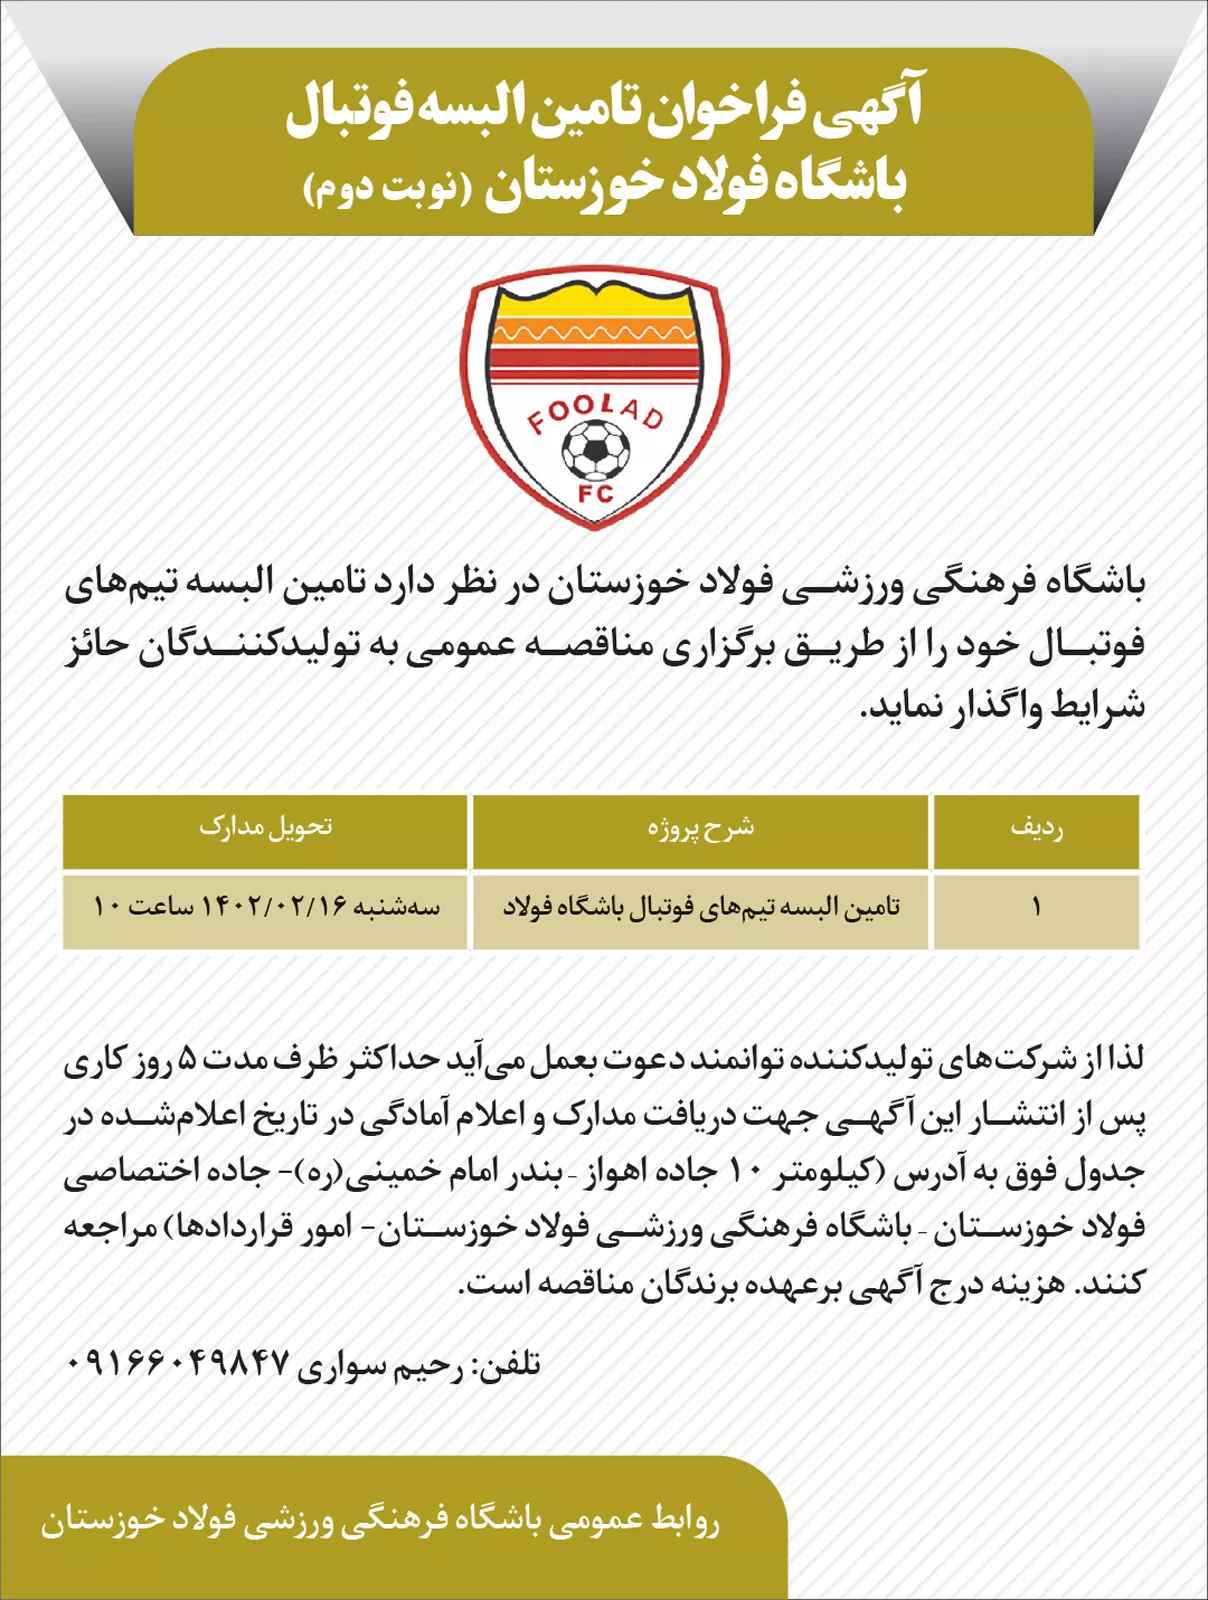 آگهی فراخوان تامین البسه فوتبال
باشگاه فولاد خوزستان (نوبت دوم)
FOOLAD
FC
باشگاه فرهنگی ورزشی فولاد خوزستان در نظر دارد تامین البسه تیم‌های
فوتبال خود را از طریق برگزاری مناقصه عمومی به تولیدکنندگان حائز
شرایط واگذار نماید.
ردیف شرح پروژه تحویل مدارک
۱ تامین البسه تیم‌های فوتبال باشگاه فولاد سه‌شنبه ۱۴۰۲/۰۲/۱۶ ساعت ۱۰
لذا از شرکت‌های تولیدکننده توانمند دعوت بعمل می‌آید حداکثر ظرف مدت ۵ روز کاری
پس از انتشار این آگهی جهت دریافت مدارک و اعلام آمادگی در تاریخ اعلام‌شده در
جدول فوق به آدرس (کیلومتر ۱۰ جاده اهواز - بندر امام خمینی(ره)- جاده اختصاصی
فولاد خوزستان - باشگاه فرهنگی ورزشی فولاد خوزستان- امور قراردادها) مراجعه
کنند. هزینه درج آگهی برعهده برندگان مناقصه است.
تلفن: رحیم سواری ۰۹۱۶۶۰۴۹۸۴۷
روابط عمومی باشگاه فرهنگی ورزشی فولاد خوزستان